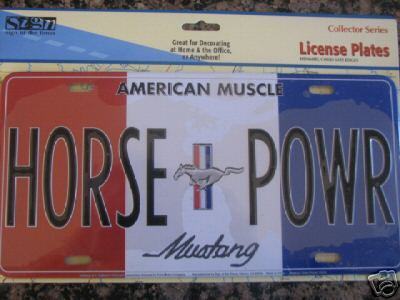 Sign
sign of the times
Great for Decorating
at Home & the Office,
or Anywhere!
Collector Series
License Plates
AMERICAN MUSCLE
HORSE POWR
Mustang